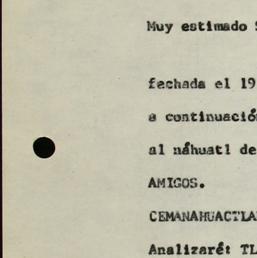 Muy estimado
fechada el 19
a continuació
al náhuatl de
AMIGOS.
CEMANAHUACTLA
Analizaré: TL